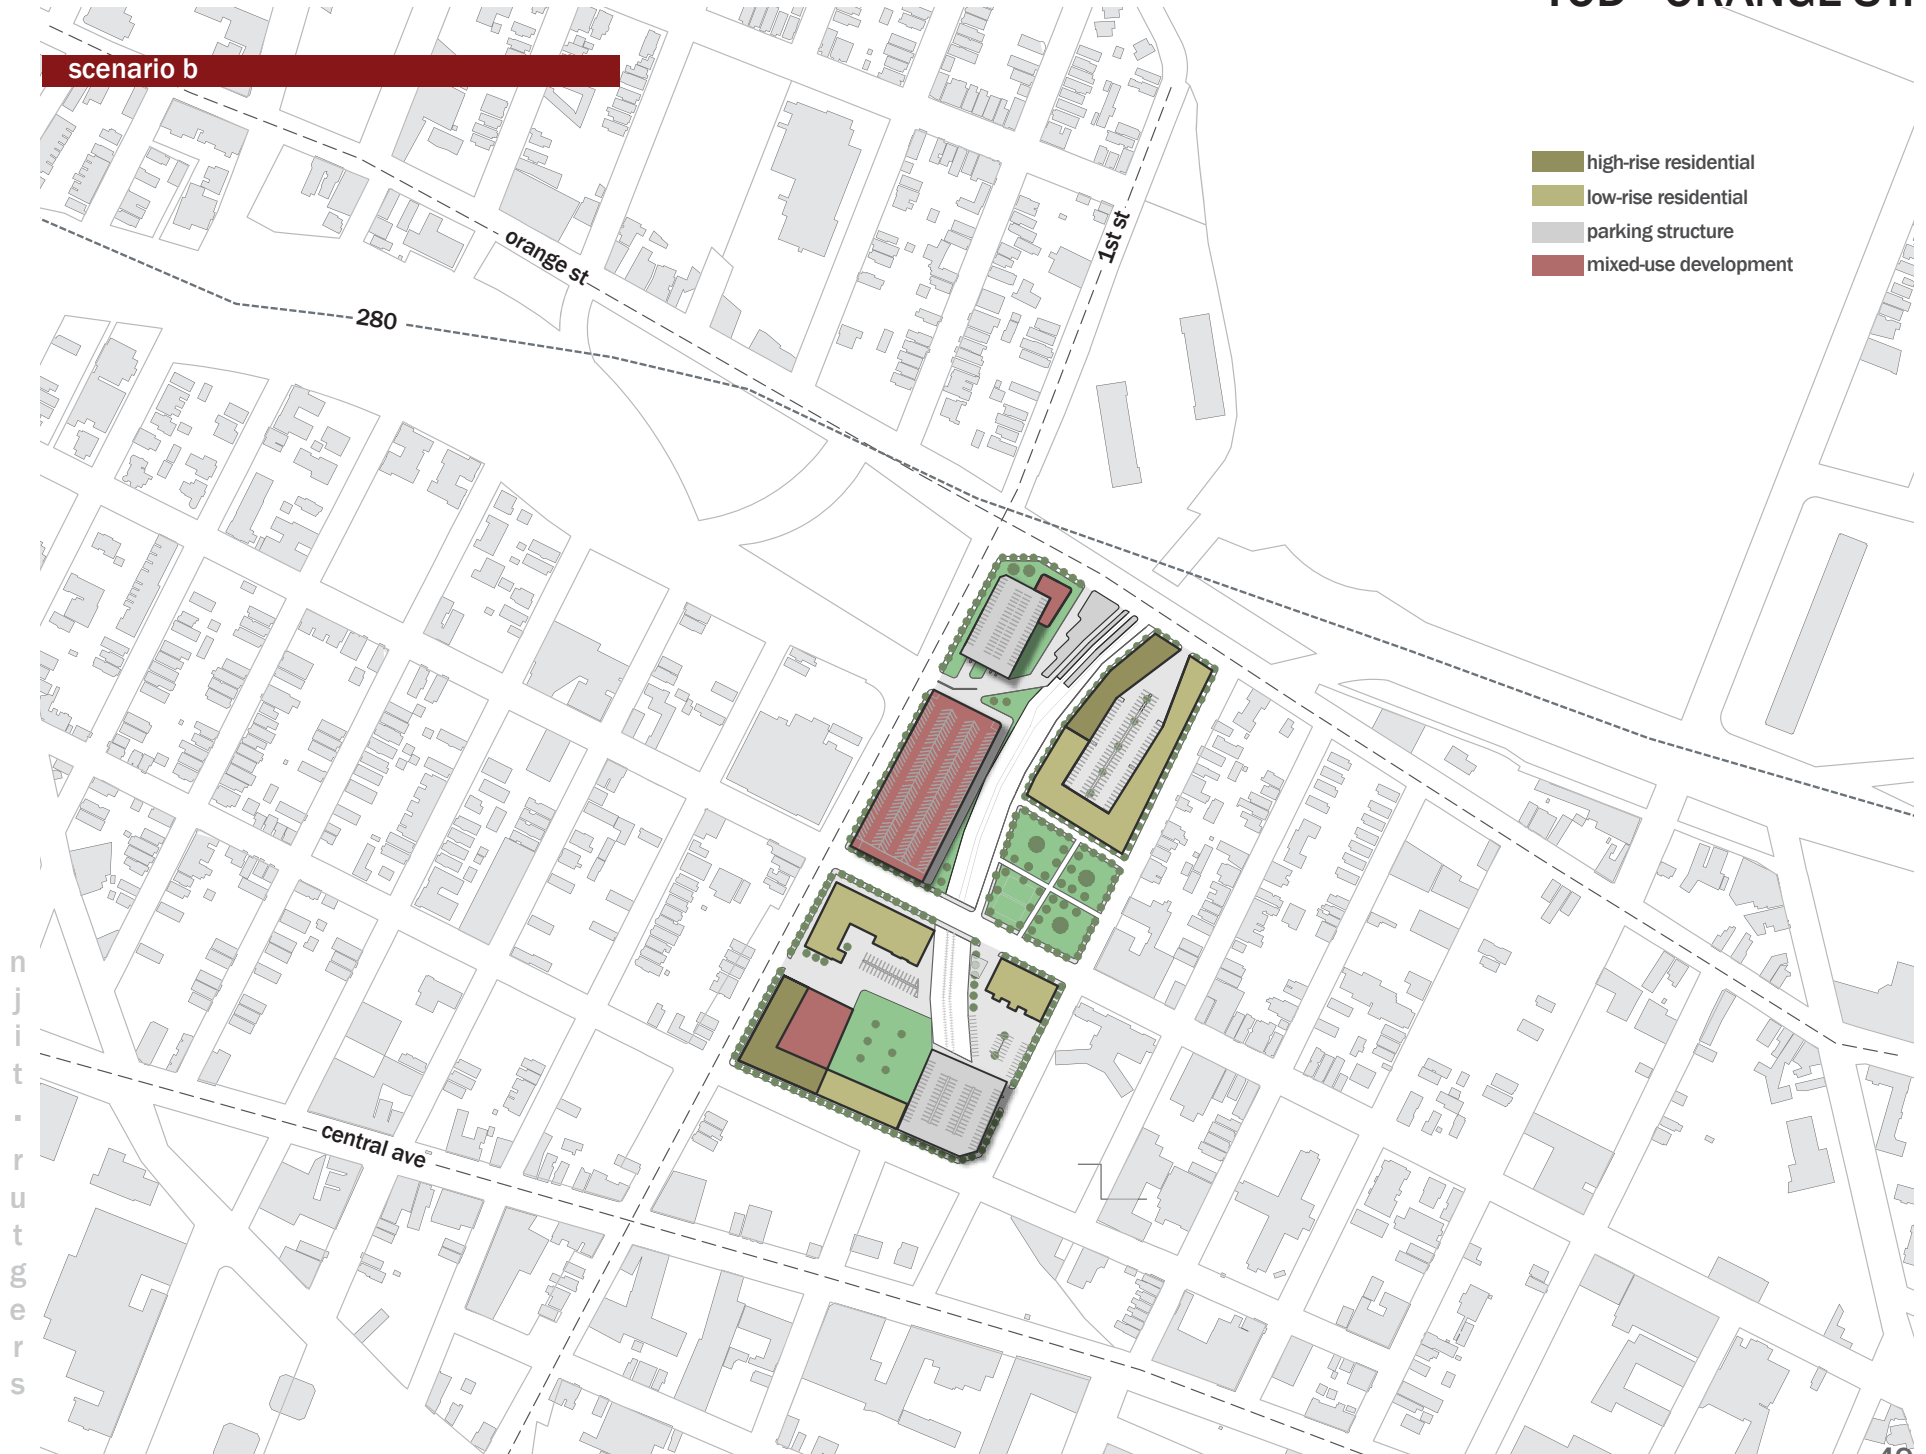 scenario b
high-rise residential
low-rise residential
parking structure
mixed-use development
orange st
1st st
280
central ave
njit - rutgers